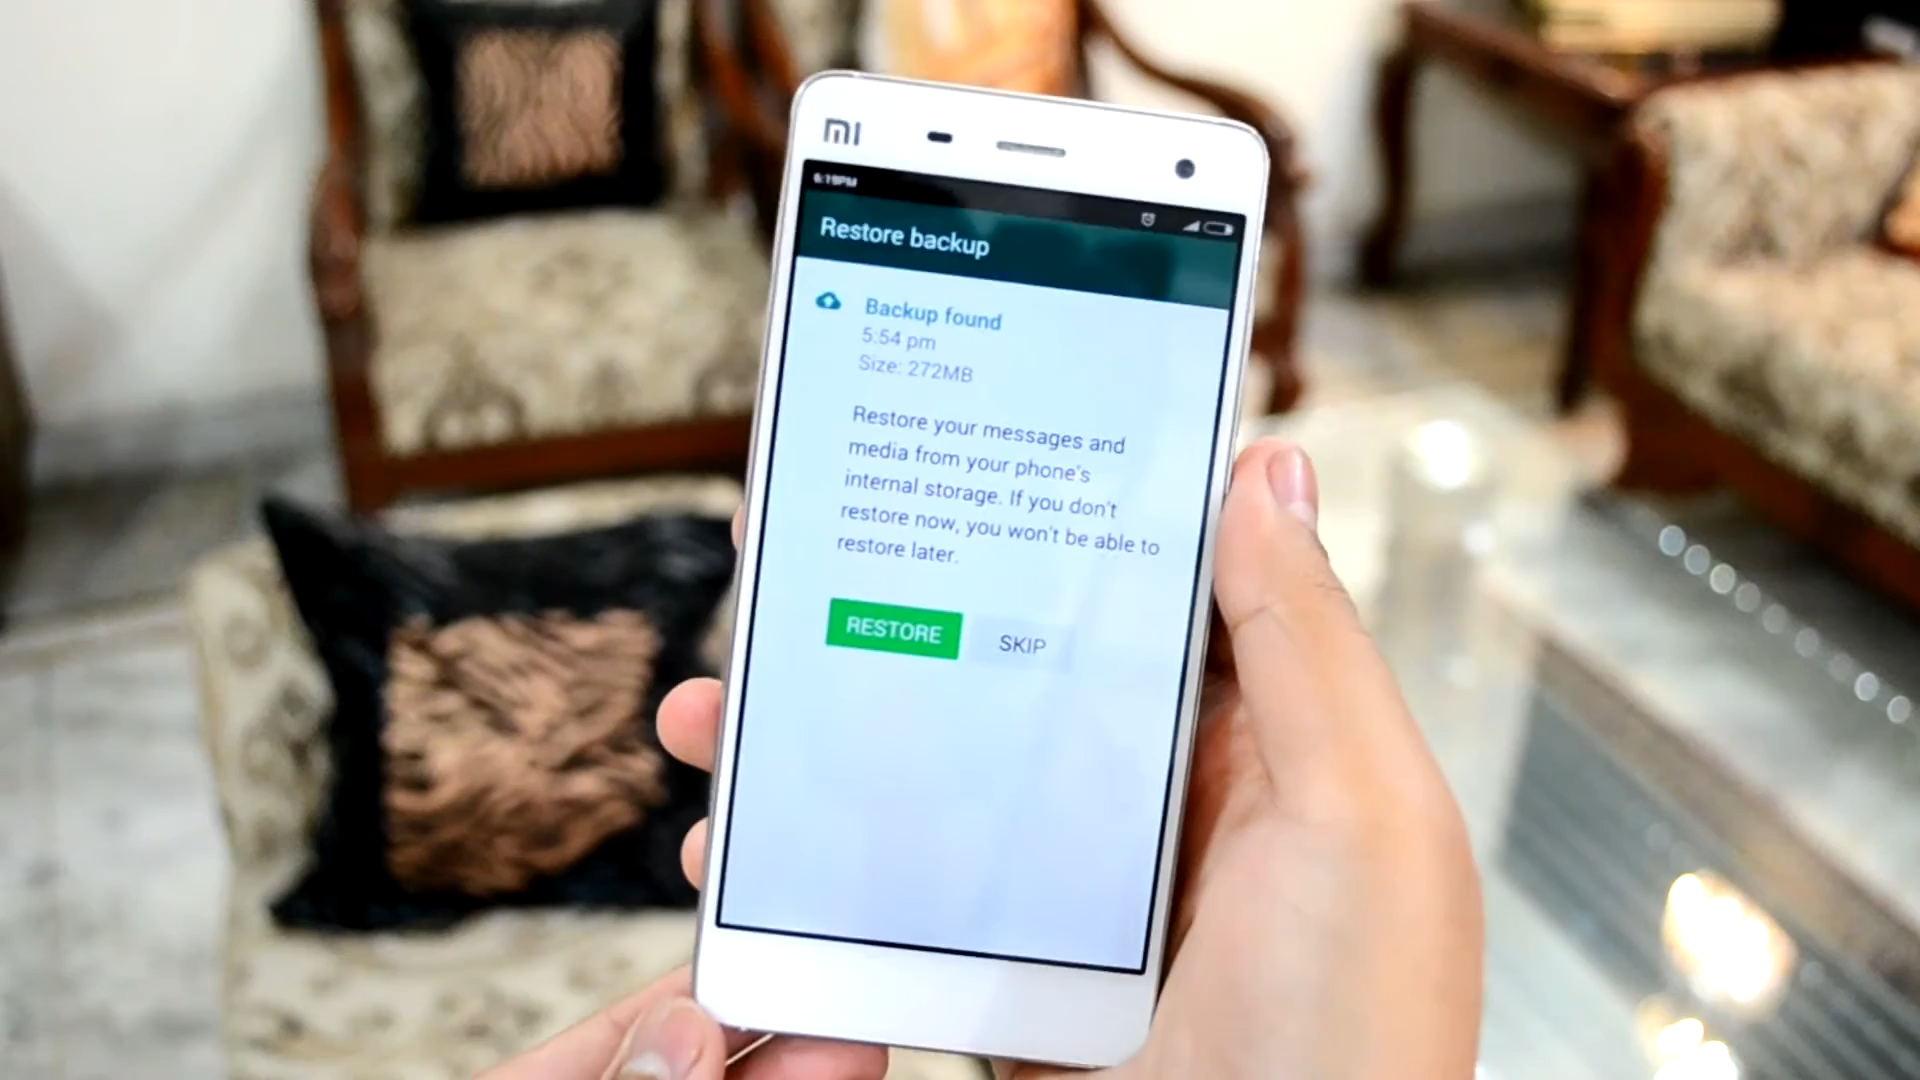 MI
6:19PM
Restore backup
Backup found
5:54 pm
Size: 272MB
Restore your messages and
media from your phone's
internal storage. If you don't
restore now, you won't be able to
restore later.
RESTORE
SKIP